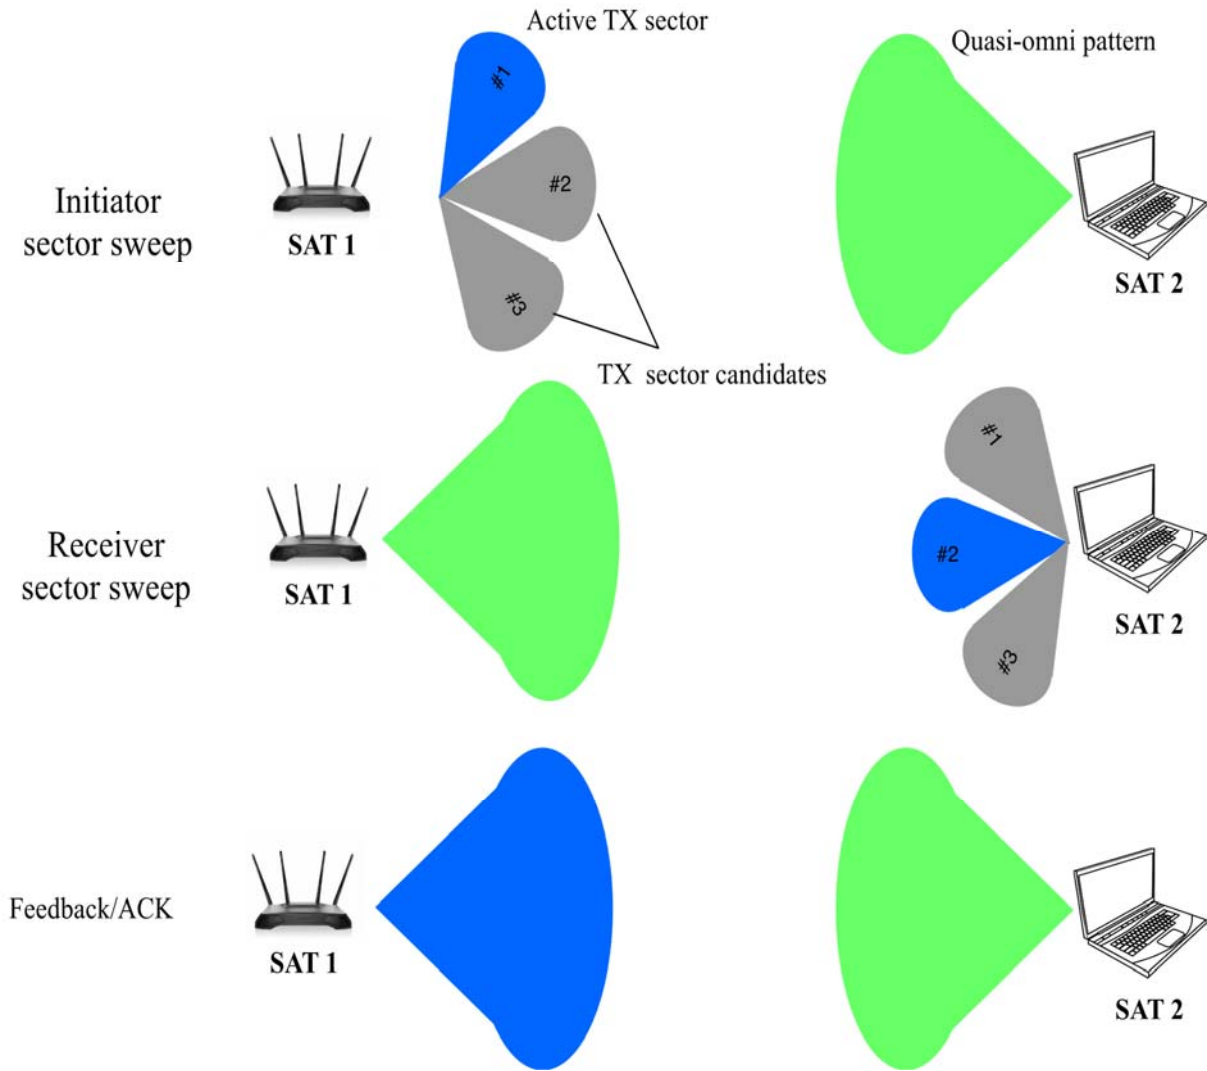 Active TX sector
Quasi-omni pattern
#1
#2
#3
Initiator
sector sweep
SAT 1
SAT 2
TX sector candidates
#1
#2
#3
Receiver
sector sweep
SAT 1
SAT 2
Feedback/ACK
SAT 1
SAT 2